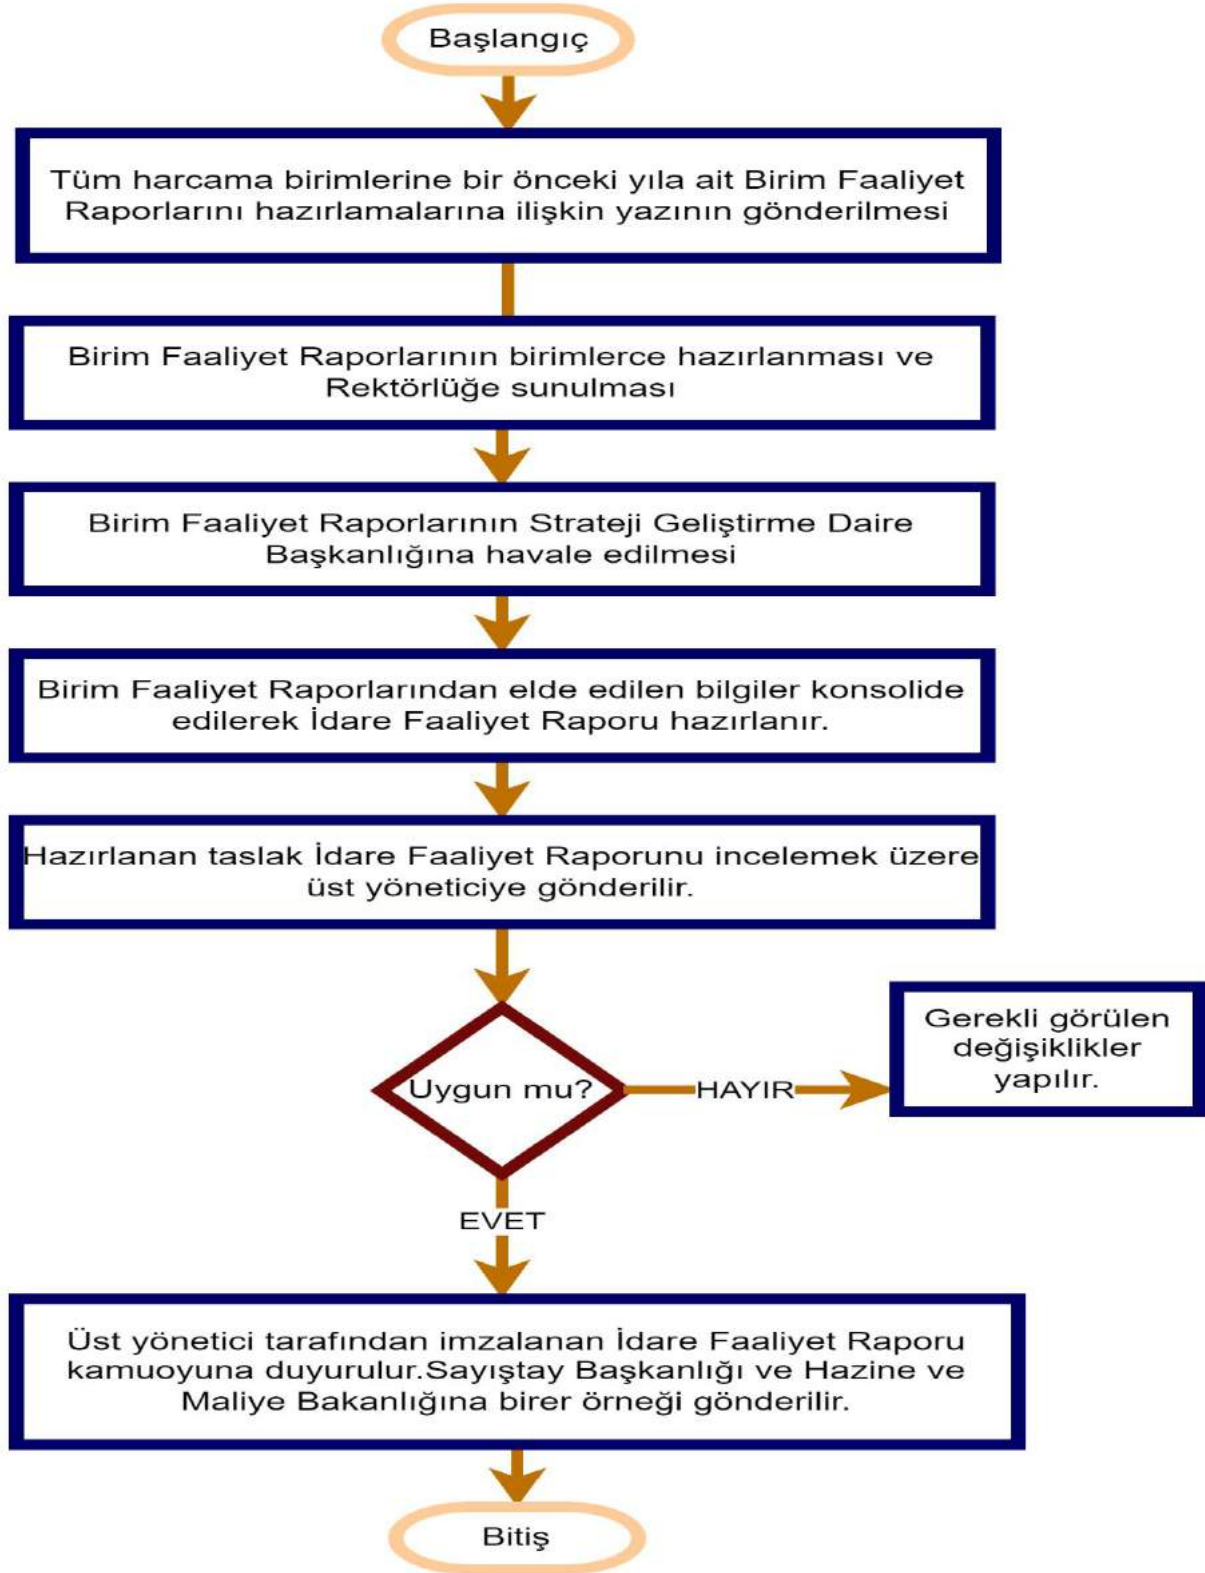 Başlangıç
Tüm harcama birimlerine bir önceki yıla ait Birim Faaliyet
Raporlarını hazırlamalarına ilişkin yazının gönderilmesi
Birim Faaliyet Raporlarının birimlerce hazırlanması ve
Rektörlüğe sunulması
Birim Faaliyet Raporlarının Strateji Geliştirme Daire
Başkanlığına havale edilmesi
Birim Faaliyet Raporlarından elde edilen bilgiler konsolide
edilerek İdare Faaliyet Raporu hazırlanır.
Hazırlanan taslak İdare Faaliyet Raporunu incelemek üzere
üst yöneticiye gönderilir.
Uygun mu?
HAYIR
Gerekli görülen
değişiklikler
yapılır.
EVET
Üst yönetici tarafından imzalanan İdare Faaliyet Raporu
kamuoyuna duyurulur.Sayıştay Başkanlığı ve Hazine ve
Maliye Bakanlığına birer örneği gönderilir.
Bitiş